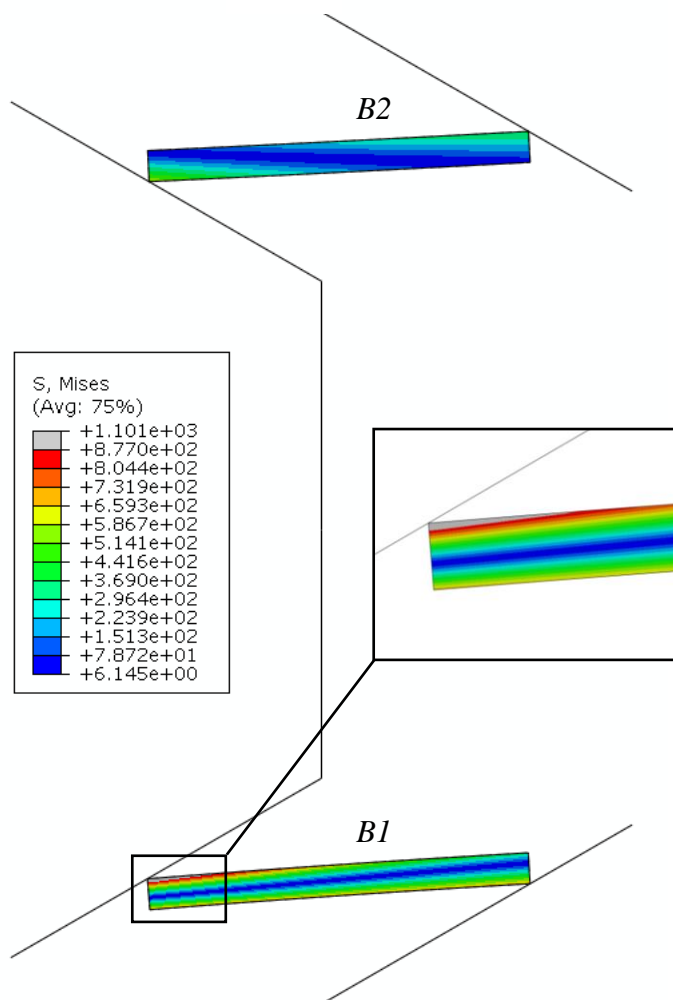 B2
S, Mises
(Avg: 75%)
+1.101e+03
+8.770e+02
+8.044e+02
+7.319e+02
+6.593e+02
+5.867e+02
+5.141e+02
+4.416e+02
+3.690e+02
+2.964e+02
+2.239e+02
+1.513e+02
+7.872e+01
+6.145e+00
B1